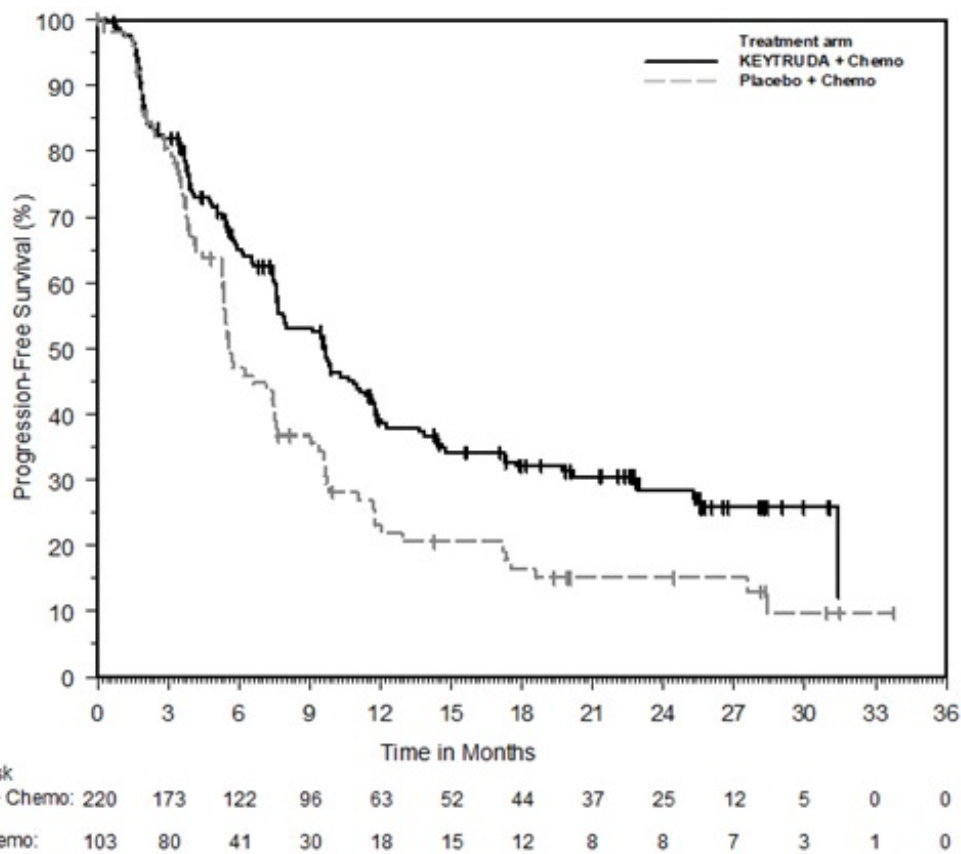 Treatment arm
KEYTRUDA + Chemo
Placebo + Chemo
Progression-Free Survival (%)
100
90
80
70
60
50
40
30
20
10
0
0 3 6 9 12 15 18 21 24 27 30 33 36
Time in Months
sk
Chemo: 220 173 122 96 63 52 44 37 25 12 5 0 0
emo: 103 80 41 30 18 15 12 8 8 7 3 1 0